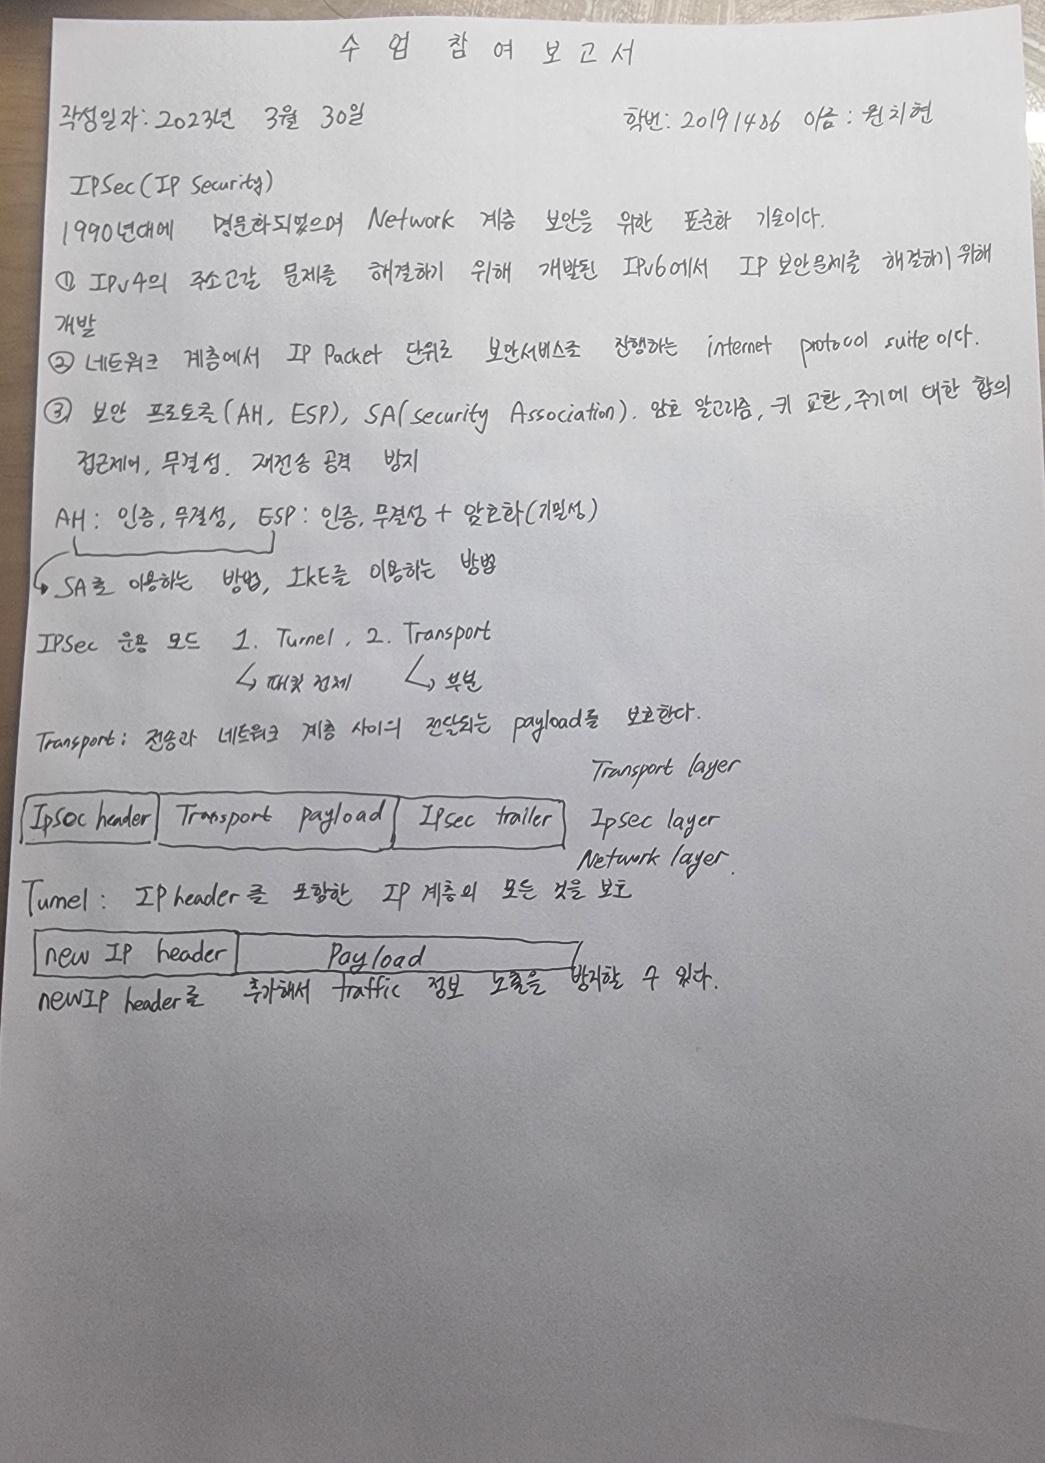 수 업 참 여 보 고 서
작성일자: 2023년 3월 30일 학번: 20191436 이름: 원치현
IPSec(IP Security)
1990년대에 명문화되었으며 Network 계층 보안을 위한 표준화 기술이다.
① IPv4의 주소고갈 문제를 해결하기 위해 개발된 IPv6에서 IP 보안문제를 해결하기 위해
개발
② 네트워크 계층에서 IP Packet 단위로 보안서비스를 진행하는 internet protocol suite이다.
③ 보안 프로토콜(AH, ESP), SA(security Association). 암호 알고리즘, 키 교환, 주기에 대한 합의
접근제어, 무결성. 재전송 공격 방지
AH: 인증, 무결성, ESP: 인증, 무결성 + 암호화(기밀성)
SA를 이용하는 방법, IKE를 이용하는 방법
IPSec 운용 모드 1. Tunnel, 2. Transport
패킷 전체 부분
Transport: 전송과 네트워크 계층 사이의 전달되는 payload를 보호한다.
Transport layer
Ipsec header Transport payload IPsec trailer Ipsec layer
Network layer.
Tunnel: IP header를 포함한 IP 계층의 모든 것을 보호
new IP header Payload
new IP header를 추가해서 traffic 정보 노출을 방지할 수 있다.